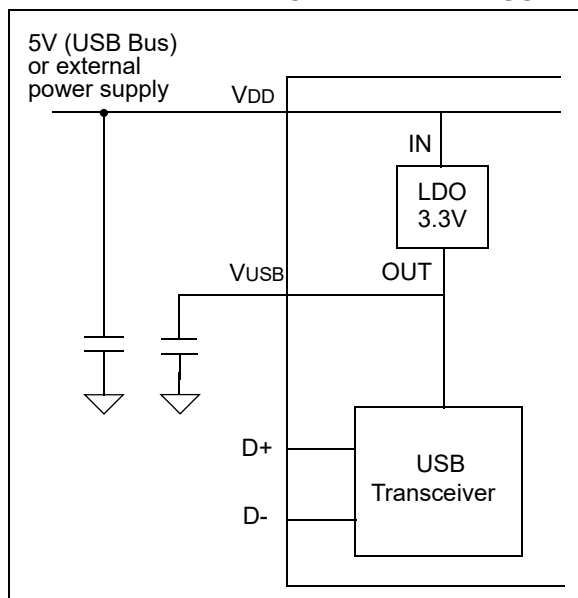 5V (USB Bus)
or external
power supply
VDD
IN
LDO
3.3V
VUSB
OUT
D+
USB
Transceiver
D-